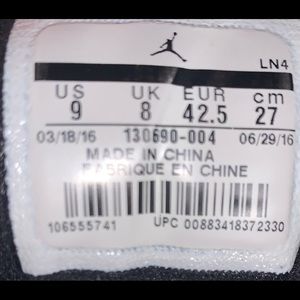 LN4
US UK EUR cm
9 8 42.5 27
03/18/16 130690-004 06/29/16
MADE IN CHINA
FABRIQUE EN CHINE
106555741 UPC 00883418372330